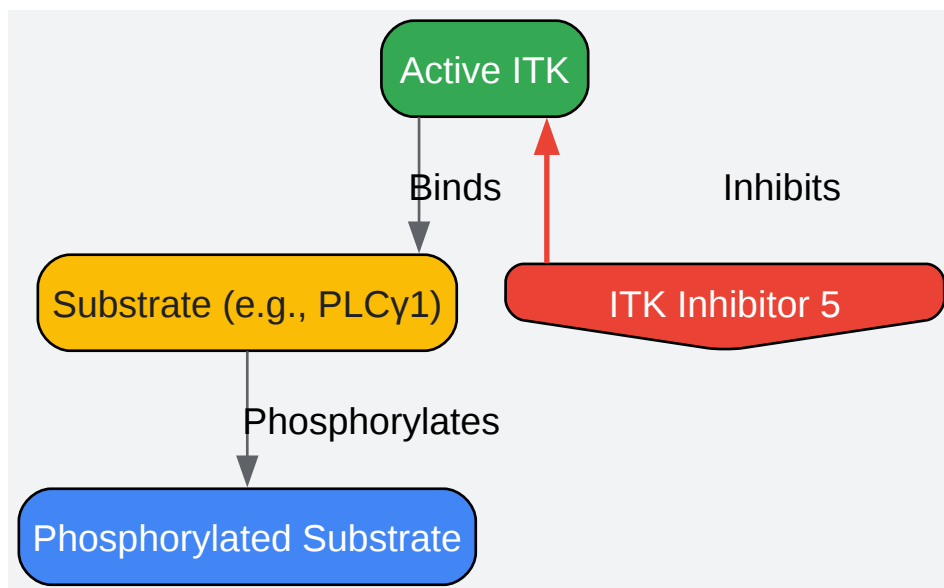 Active ITK
Binds
Inhibits
Substrate (e.g., PLCγ1)
ITK Inhibitor 5
Phosphorylates
Phosphorylated Substrate